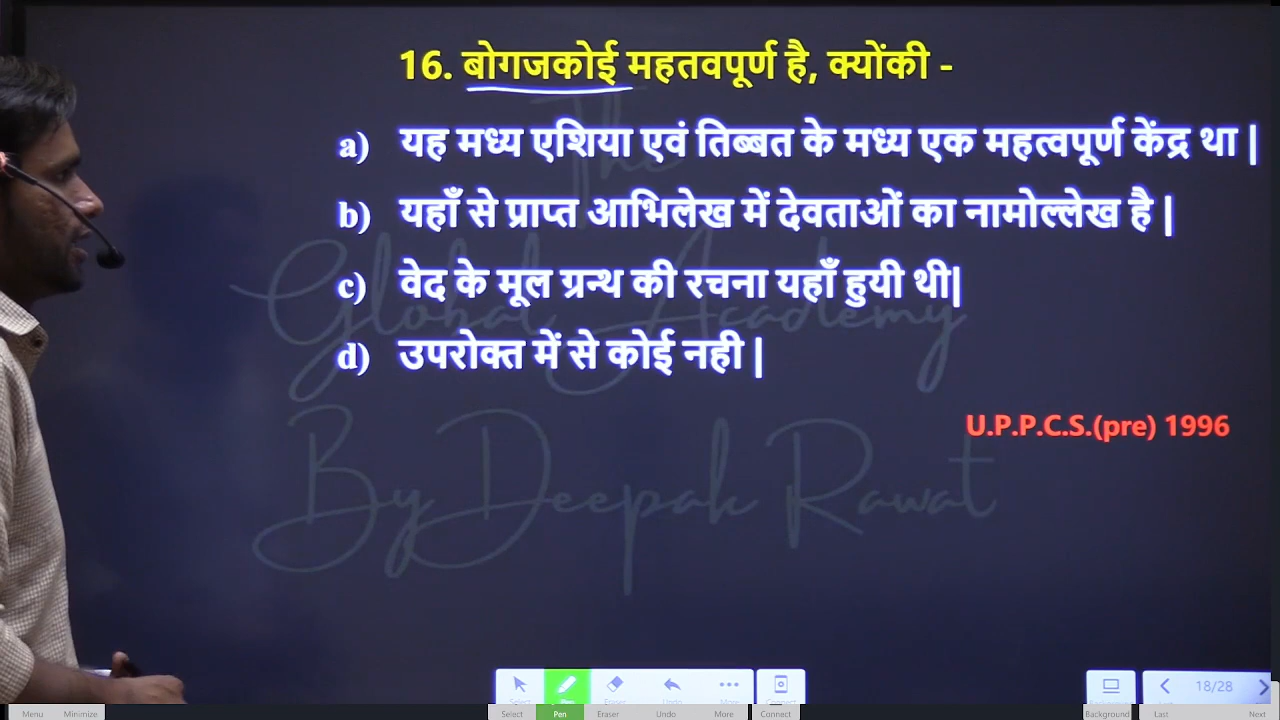 16. बोगजकोई महतवपूर्ण है, क्योंकी -
a) यह मध्य एशिया एवं तिब्बत के मध्य एक महत्वपूर्ण केंद्र था |
b) यहाँ से प्राप्त आभिलेख में देवताओं का नामोल्लेख है |
c) वेद के मूल ग्रन्थ की रचना यहाँ हुयी थी|
d) उपरोक्त में से कोई नही |
U.P.P.C.S.(pre) 1996
The
Global Academy
By Deepak Rawat
18/28
Menu Minimize Select Pen Eraser Undo More Connect Background Last Next